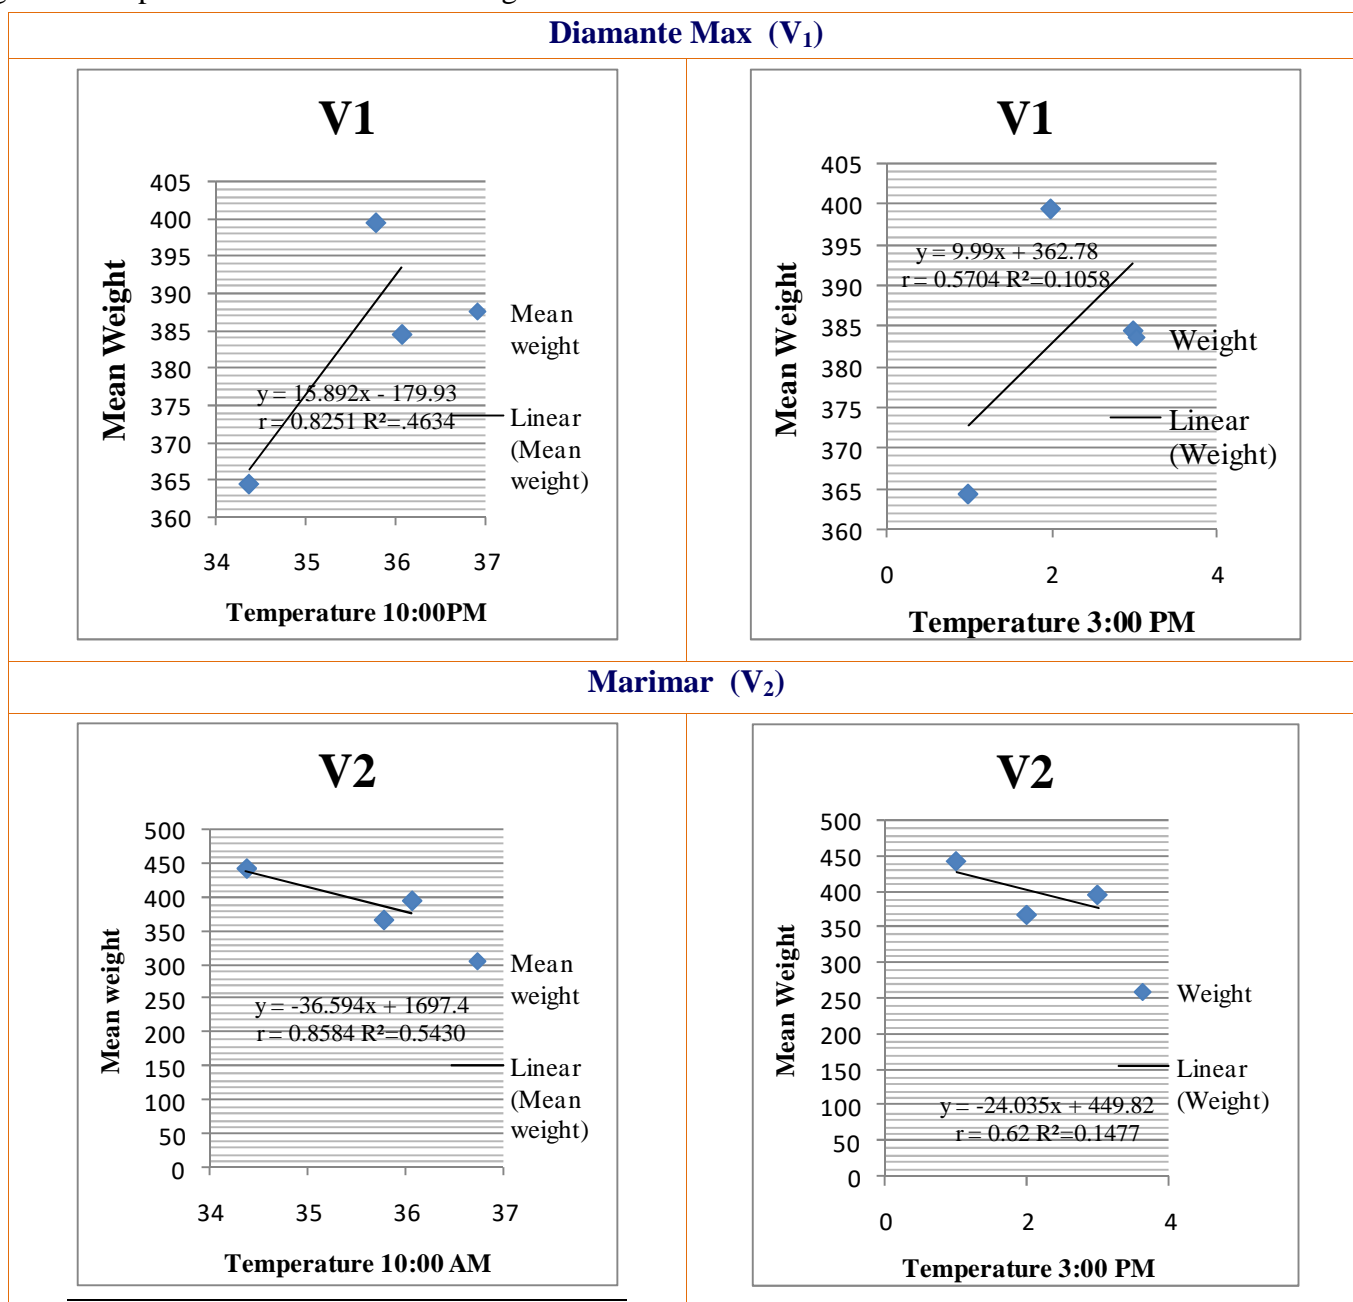 Diamante Max (V1)
V1
405
400
395
390
385
380
375
370
365
360
34
35
36
37
Mean Weight
Temperature 10:00PM
y = 15.892x - 179.93
r = 0.8251 R²=.4634
Mean
weight
Linear
(Mean
weight)
V1
405
400
395
390
385
380
375
370
365
360
0
2
4
Mean Weight
Temperature 3:00 PM
y = 9.99x + 362.78
r = 0.5704 R²=0.1058
Weight
Linear
(Weight)
Marimar (V2)
V2
500
450
400
350
300
250
200
150
100
50
0
34
35
36
37
Mean weight
Temperature 10:00 AM
y = -36.594x + 1697.4
r = 0.8584 R²=0.5430
Mean
weight
Linear
(Mean
weight)
V2
500
450
400
350
300
250
200
150
100
50
0
0
2
4
Mean Weight
Temperature 3:00 PM
y = -24.035x + 449.82
r = 0.62 R²=0.1477
Weight
Linear
(Weight)